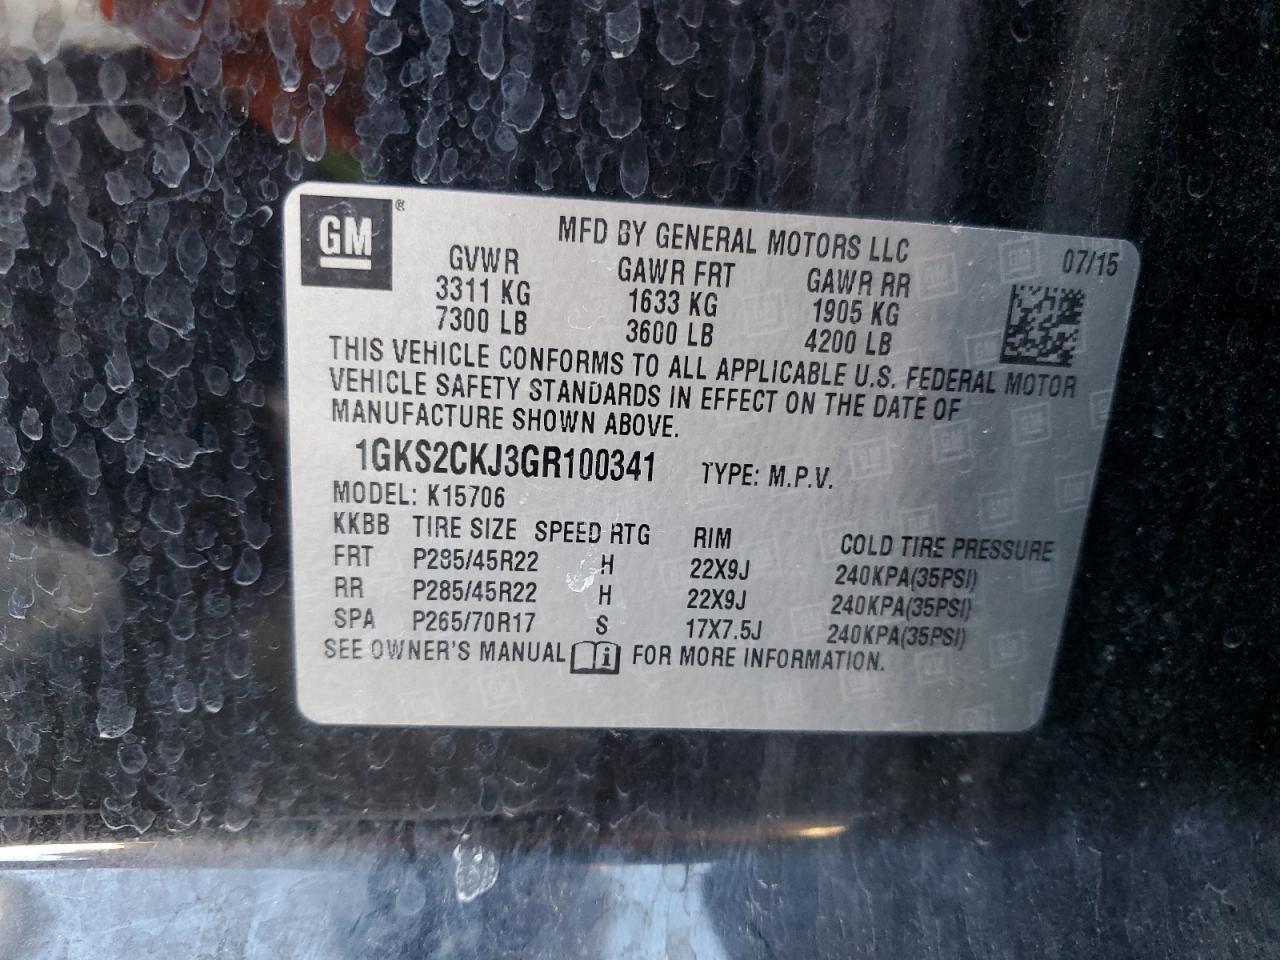 GM ®
MFD BY GENERAL MOTORS LLC
07/15
GVWR GAWR FRT GAWR RR
3311 KG 1633 KG 1905 KG
7300 LB 3600 LB 4200 LB
THIS VEHICLE CONFORMS TO ALL APPLICABLE U.S. FEDERAL MOTOR
VEHICLE SAFETY STANDARDS IN EFFECT ON THE DATE OF
MANUFACTURE SHOWN ABOVE.
1GKS2CKJ3GR100341 TYPE: M.P.V.
MODEL: K15706
KKBB TIRE SIZE SPEED RTG RIM COLD TIRE PRESSURE
FRT P285/45R22 H 22X9J 240KPA(35PSI)
RR P285/45R22 H 22X9J 240KPA(35PSI)
SPA P265/70R17 S 17X7.5J 240KPA(35PSI)
SEE OWNER'S MANUAL i FOR MORE INFORMATION.